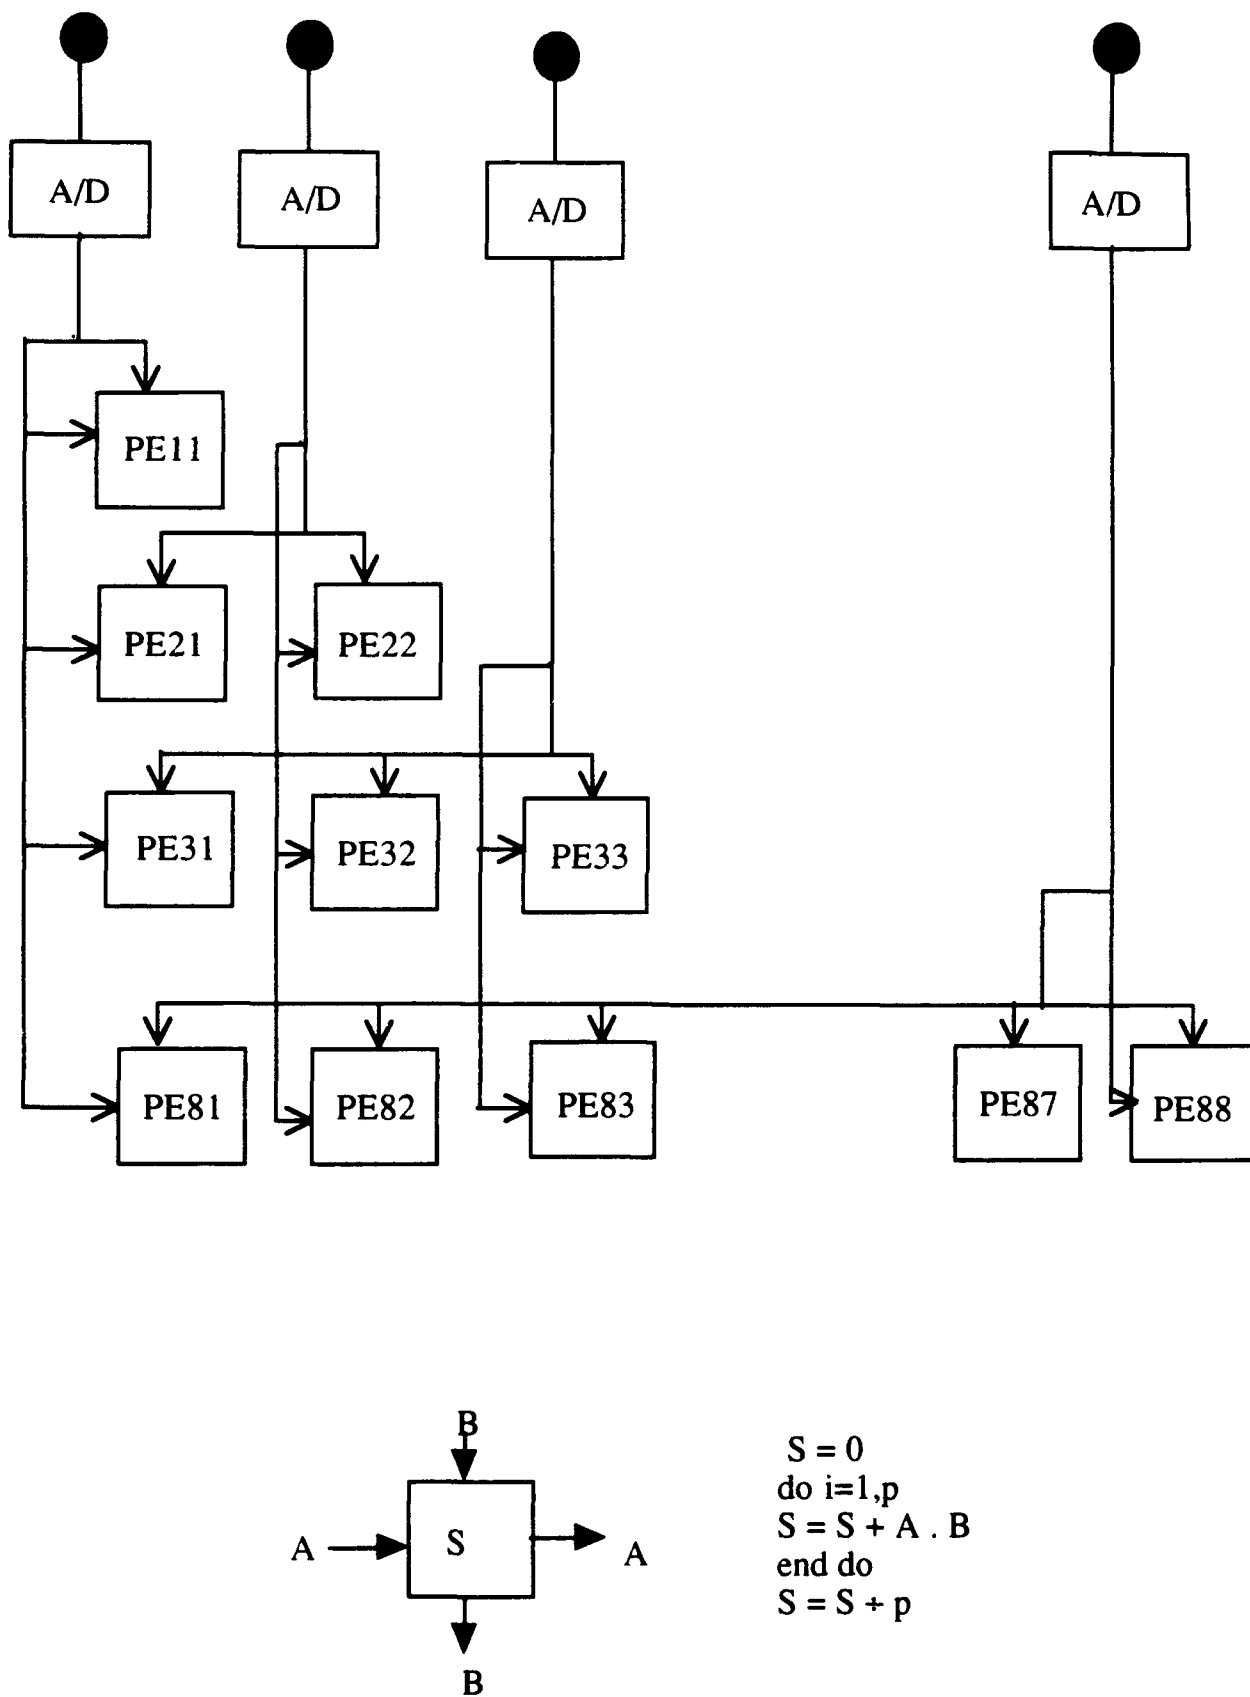 A/D
A/D
A/D
A/D
PE11
PE21
PE22
PE31
PE32
PE33
PE81
PE82
PE83
PE87
PE88
B
A
S
A
B
S = 0
do i=1,p
S = S + A . B
end do
S = S ÷ p